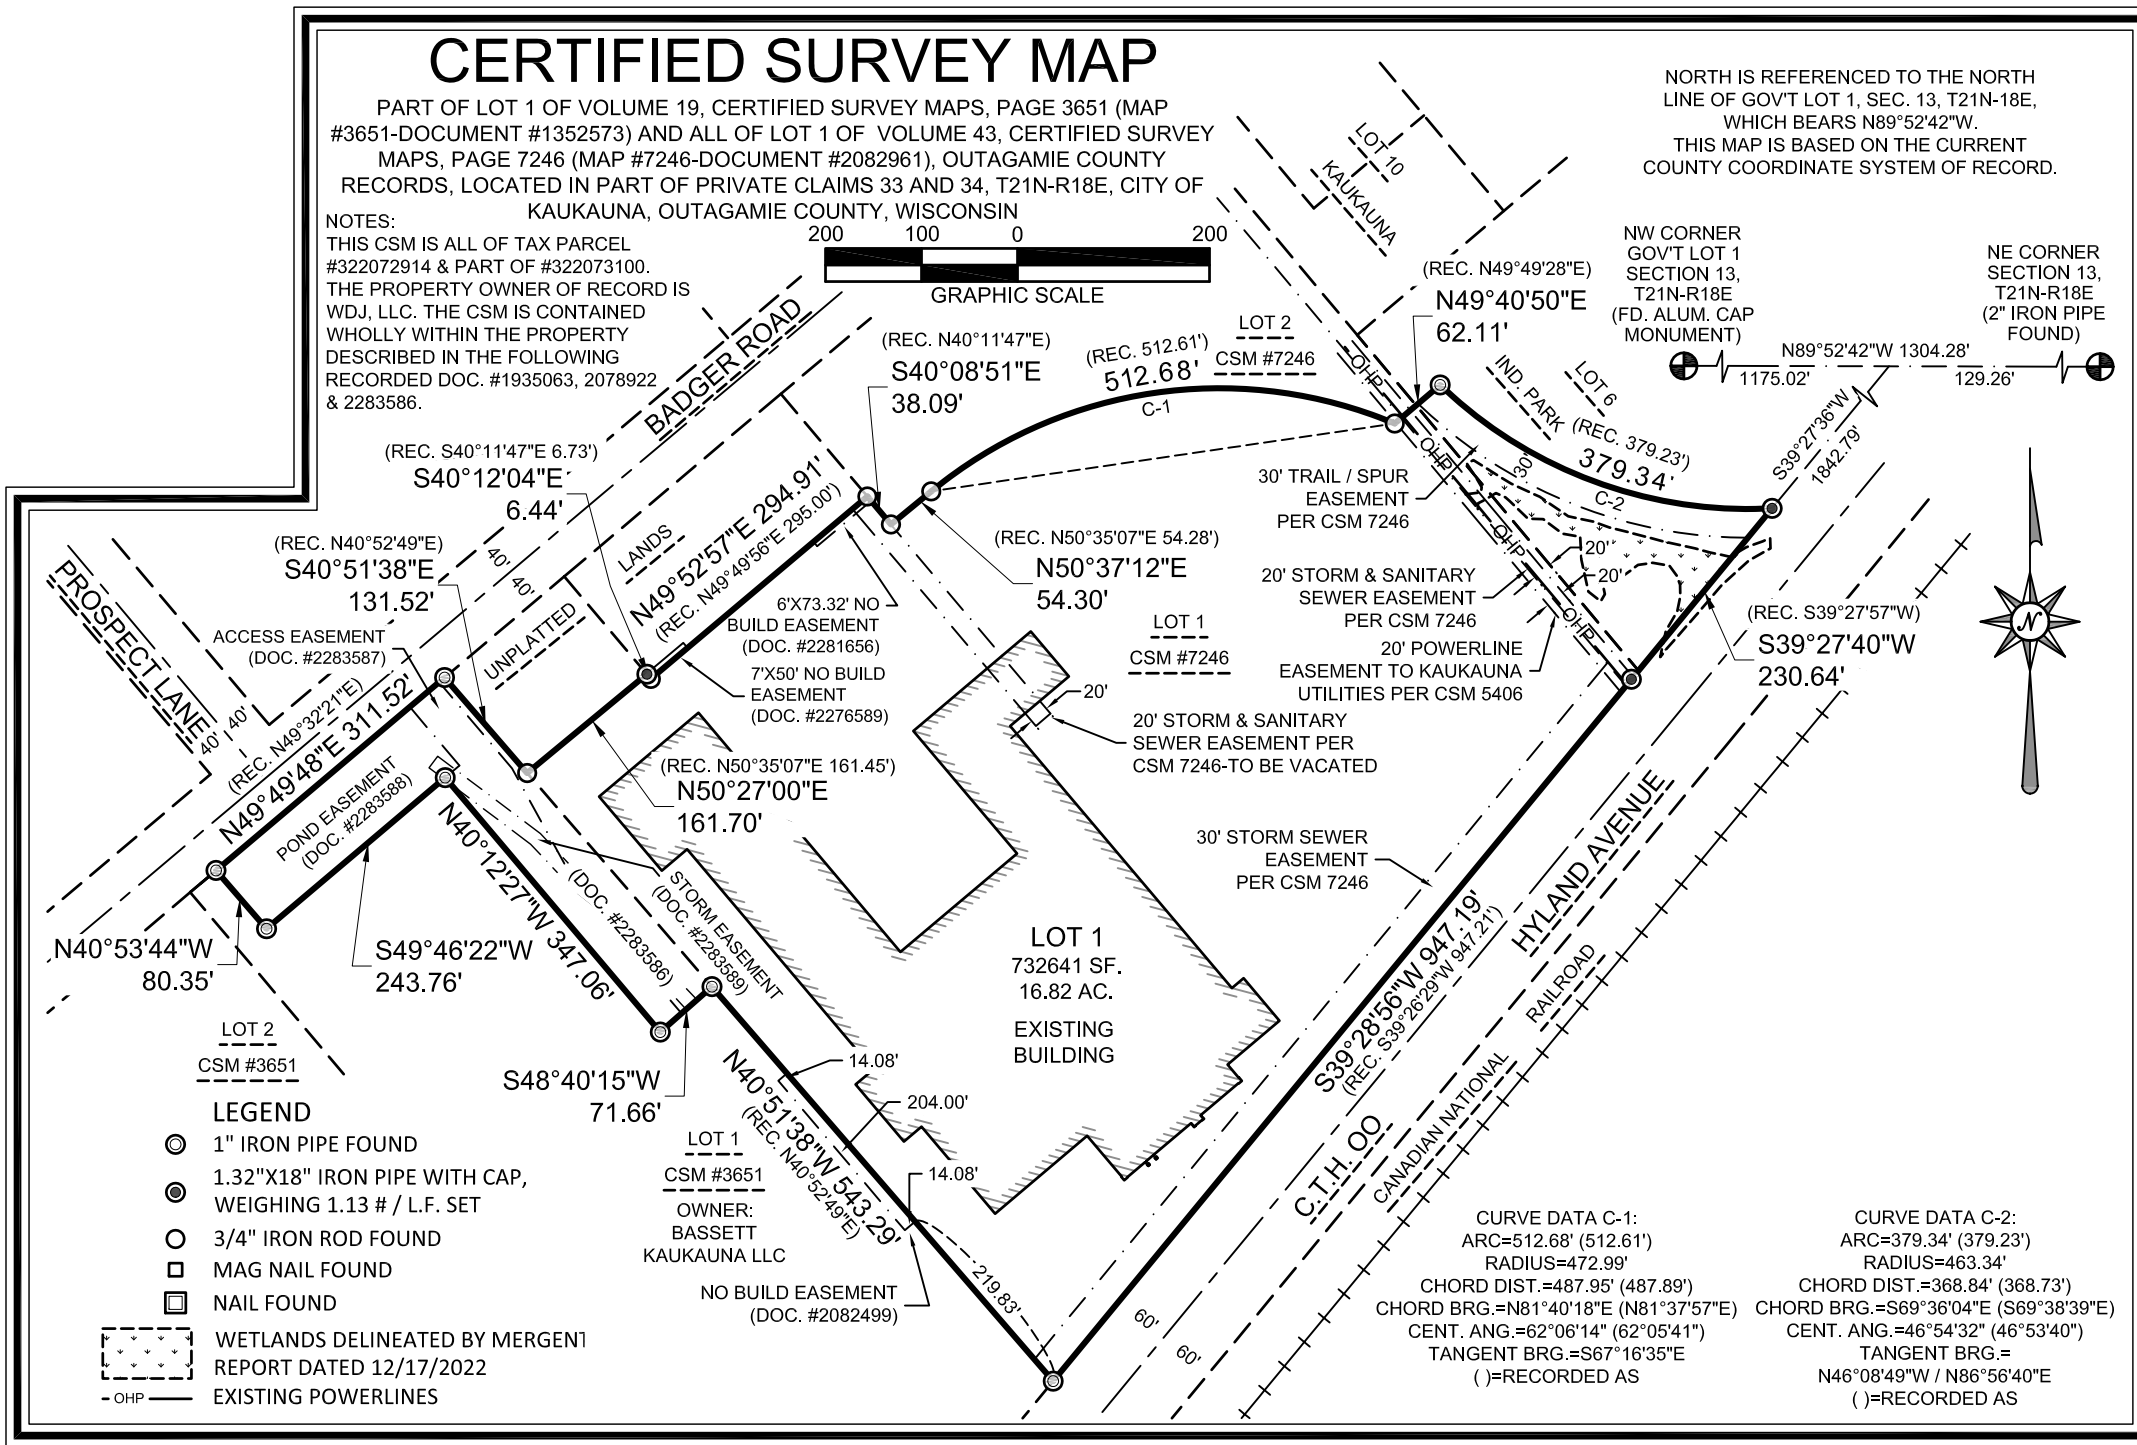 CERTIFIED SURVEY MAP
PART OF LOT 1 OF VOLUME 19, CERTIFIED SURVEY MAPS, PAGE 3651 (MAP
#3651-DOCUMENT #1352573) AND ALL OF LOT 1 OF VOLUME 43, CERTIFIED SURVEY
MAPS, PAGE 7246 (MAP #7246-DOCUMENT #2082961), OUTAGAMIE COUNTY
RECORDS, LOCATED IN PART OF PRIVATE CLAIMS 33 AND 34, T21N-R18E, CITY OF
KAUKAUNA, OUTAGAMIE COUNTY, WISCONSIN
NOTES:
THIS CSM IS ALL OF TAX PARCEL
#322072914 & PART OF #322073100.
THE PROPERTY OWNER OF RECORD IS
WDJ, LLC. THE CSM IS CONTAINED
WHOLLY WITHIN THE PROPERTY
DESCRIBED IN THE FOLLOWING
RECORDED DOC. #1935063, 2078922
& 2283586.
200 100 0 200
GRAPHIC SCALE
NORTH IS REFERENCED TO THE NORTH
LINE OF GOV'T LOT 1, SEC. 13, T21N-18E,
WHICH BEARS N89°52'42"W.
THIS MAP IS BASED ON THE CURRENT
COUNTY COORDINATE SYSTEM OF RECORD.
LOT 10
KAUKAUNA
IND. PARK
LOT 6
NW CORNER
GOV'T LOT 1
SECTION 13,
T21N-R18E
(FD. ALUM. CAP
MONUMENT)
NE CORNER
SECTION 13,
T21N-R18E
(2" IRON PIPE
FOUND)
N89°52'42"W 1304.28'
1175.02'
129.26'
S39°27'36"W
1842.79'
(REC. N49°49'28"E)
N49°40'50"E
62.11'
LOT 2
CSM #7246
(REC. 512.61')
512.68'
C-1
(REC. N40°11'47"E)
S40°08'51"E
38.09'
BADGER ROAD
(REC. S40°11'47"E 6.73')
S40°12'04"E
6.44'
(REC. N40°52'49"E)
S40°51'38"E
131.52'
40'
40'
LANDS
UNPLATTED
N49°52'57"E 294.91'
(REC. N49°49'56"E 295.00')
(REC. 379.23')
379.34'
C-2
30'
OHP
OHP
OHP
OHP
30' TRAIL / SPUR
EASEMENT
PER CSM 7246
(REC. N50°35'07"E 54.28')
N50°37'12"E
54.30'
20'
20'
20' STORM & SANITARY
SEWER EASEMENT
PER CSM 7246
20' POWERLINE
EASEMENT TO KAUKAUNA
UTILITIES PER CSM 5406
(REC. S39°27'57"W)
S39°27'40"W
230.64'
N
PROSPECT LANE
40'
40'
ACCESS EASEMENT
(DOC. #2283587)
6'X73.32' NO
BUILD EASEMENT
(DOC. #2281656)
7'X50' NO BUILD
EASEMENT
(DOC. #2276589)
LOT 1
CSM #7246
20'
20' STORM & SANITARY
SEWER EASEMENT PER
CSM 7246-TO BE VACATED
(REC. N49°32'21"E)
N49°49'48"E 311.52'
POND EASEMENT
(DOC. #2283588)
(REC. N50°35'07"E 161.45')
N50°27'00"E
161.70'
30' STORM SEWER
EASEMENT
PER CSM 7246
N40°53'44"W
80.35'
S49°46'22"W
243.76'
N40°12'27"W 347.06'
(DOC. #2283586)
STORM EASEMENT
(DOC. #2283589)
LOT 1
732641 SF.
16.82 AC.
EXISTING
BUILDING
HYLAND AVENUE
S39°28'56"W 947.19'
(REC. S39°26'29"W 947.21')
RAILROAD
CANADIAN NATIONAL
C.T.H. OO
60'
60'
LOT 2
CSM #3651
S48°40'15"W
71.66'
14.08'
204.00'
14.08'
N40°51'38"W 543.29'
(REC. N40°52'49"E)
LOT 1
CSM #3651
OWNER:
BASSETT
KAUKAUNA LLC
NO BUILD EASEMENT
(DOC. #2082499)
219.83'
LEGEND
1" IRON PIPE FOUND
1.32"X18" IRON PIPE WITH CAP,
WEIGHING 1.13 # / L.F. SET
3/4" IRON ROD FOUND
MAG NAIL FOUND
NAIL FOUND
WETLANDS DELINEATED BY MERGENT
REPORT DATED 12/17/2022
OHP EXISTING POWERLINES
CURVE DATA C-1:
ARC=512.68' (512.61')
RADIUS=472.99'
CHORD DIST.=487.95' (487.89')
CHORD BRG.=N81°40'18"E (N81°37'57"E)
CENT. ANG.=62°06'14" (62°05'41")
TANGENT BRG.=S67°16'35"E
( )=RECORDED AS
CURVE DATA C-2:
ARC=379.34' (379.23')
RADIUS=463.34'
CHORD DIST.=368.84' (368.73')
CHORD BRG.=S69°36'04"E (S69°38'39"E)
CENT. ANG.=46°54'32" (46°53'40")
TANGENT BRG.=
N46°08'49"W / N86°56'40"E
( )=RECORDED AS